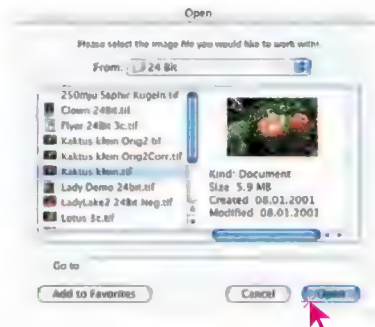 Open
Please select the image file you would like to work with:
From: 24 Bit
250mµ Saphir Kugeln.tif
Clown 24Bit.tif
Flyer 24Bit 3c.tif
Kaktus klein Orig2.tif
Kaktus klein Orig2Corr.tif
Kaktus klein.tif
Lady Demo 24bit.tif
LadyLake2 24Bit Neg.tif
Lotus 3c.tif
Kind: Document
Size 5.9 MB
Created 08.01.2001
Modified 08.01.2001
Go to
Add to Favorites
Cancel
Open